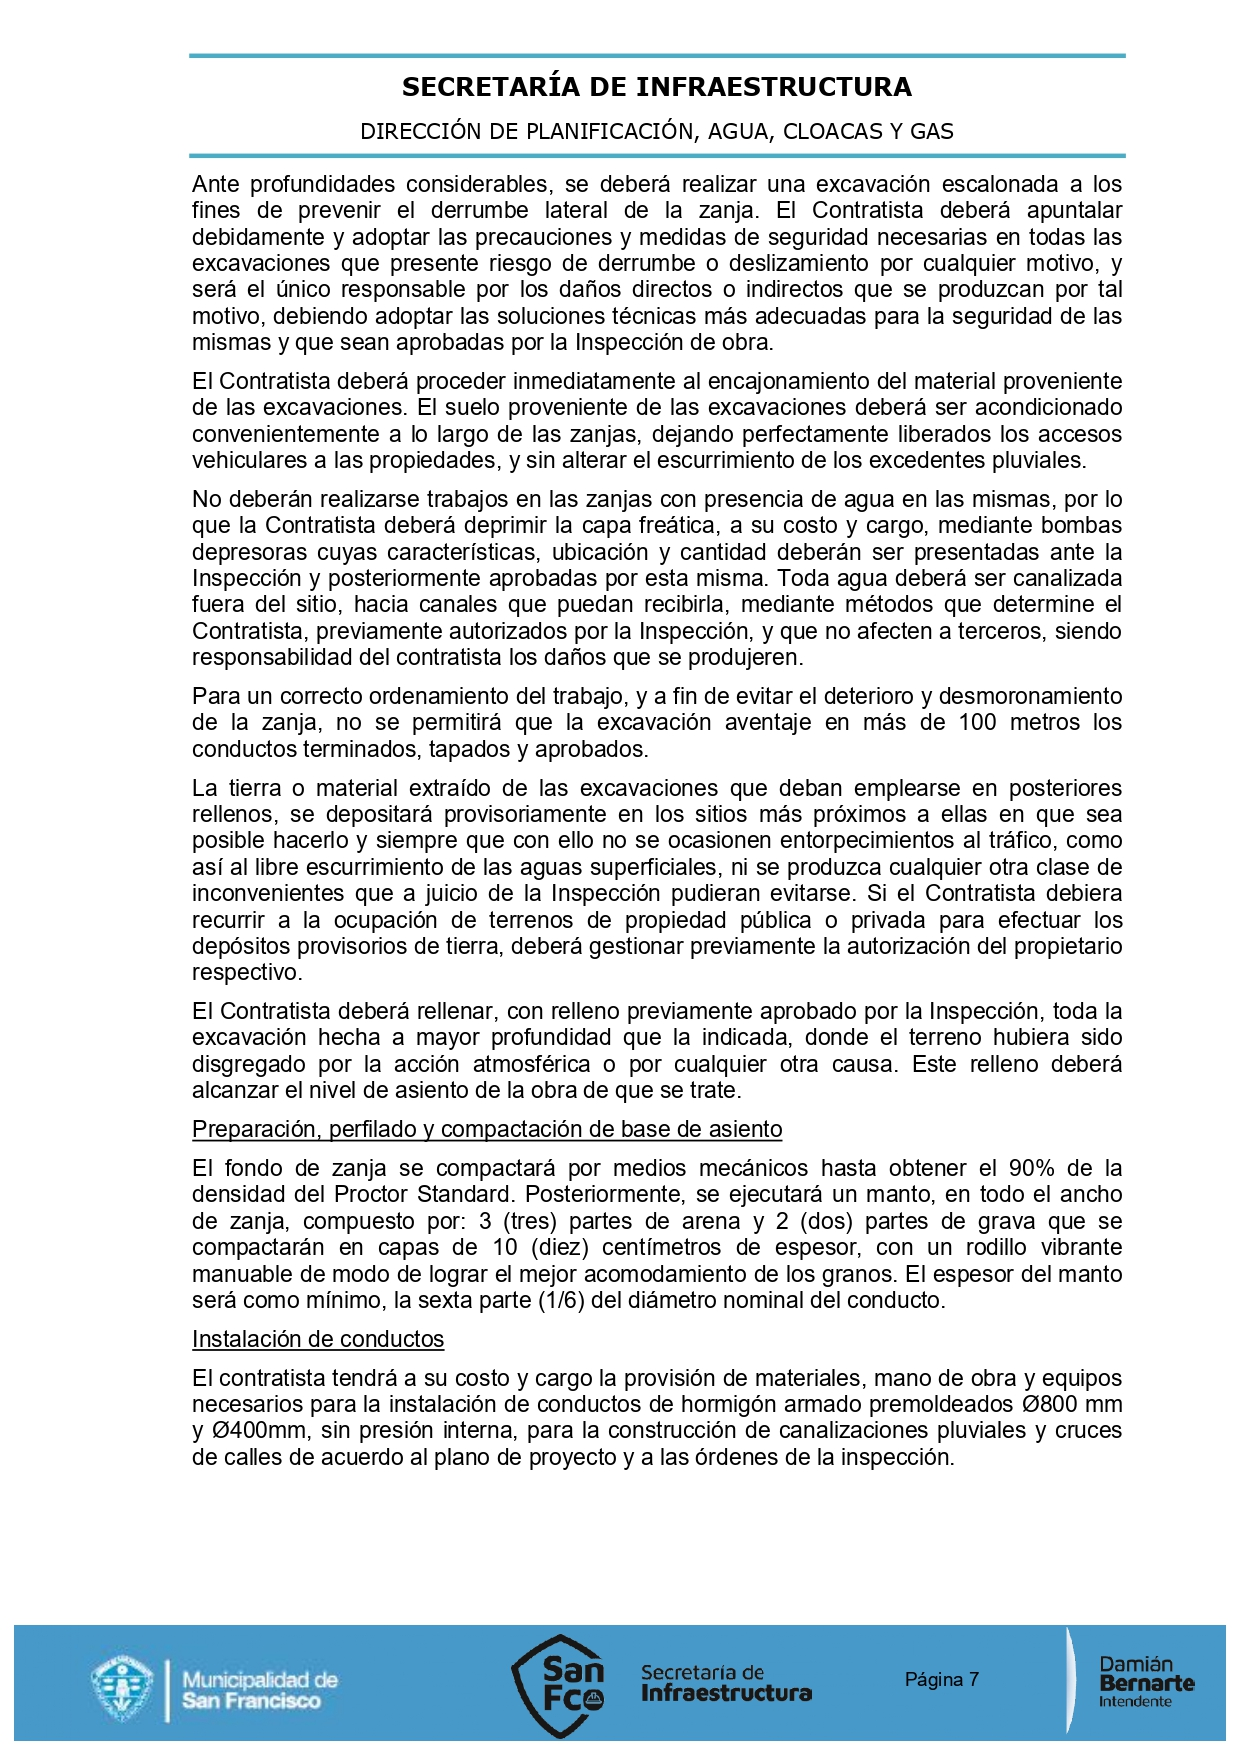 SECRETARÍA DE INFRAESTRUCTURA
DIRECCIÓN DE PLANIFICACIÓN, AGUA, CLOACAS Y GAS
Ante profundidades considerables, se deberá realizar una excavación escalonada a los
fines de prevenir el derrumbe lateral de la zanja. El Contratista deberá apuntalar
debidamente y adoptar las precauciones y medidas de seguridad necesarias en todas las
excavaciones que presente riesgo de derrumbe o deslizamiento por cualquier motivo, y
será el único responsable por los daños directos o indirectos que se produzcan por tal
motivo, debiendo adoptar las soluciones técnicas más adecuadas para la seguridad de las
mismas y que sean aprobadas por la Inspección de obra.
El Contratista deberá proceder inmediatamente al encajonamiento del material proveniente
de las excavaciones. El suelo proveniente de las excavaciones deberá ser acondicionado
convenientemente a lo largo de las zanjas, dejando perfectamente liberados los accesos
vehiculares a las propiedades, y sin alterar el escurrimiento de los excedentes pluviales.
No deberán realizarse trabajos en las zanjas con presencia de agua en las mismas, por lo
que la Contratista deberá deprimir la capa freática, a su costo y cargo, mediante bombas
depresoras cuyas características, ubicación y cantidad deberán ser presentadas ante la
Inspección y posteriormente aprobadas por esta misma. Toda agua deberá ser canalizada
fuera del sitio, hacia canales que puedan recibirla, mediante métodos que determine el
Contratista, previamente autorizados por la Inspección, y que no afecten a terceros, siendo
responsabilidad del contratista los daños que se produjeren.
Para un correcto ordenamiento del trabajo, y a fin de evitar el deterioro y desmoronamiento
de la zanja, no se permitirá que la excavación aventaje en más de 100 metros los
conductos terminados, tapados y aprobados.
La tierra o material extraído de las excavaciones que deban emplearse en posteriores
rellenos, se depositará provisoriamente en los sitios más próximos a ellas en que sea
posible hacerlo y siempre que con ello no se ocasionen entorpecimientos al tráfico, como
así al libre escurrimiento de las aguas superficiales, ni se produzca cualquier otra clase de
inconvenientes que a juicio de la Inspección pudieran evitarse. Si el Contratista debiera
recurrir a la ocupación de terrenos de propiedad pública o privada para efectuar los
depósitos provisorios de tierra, deberá gestionar previamente la autorización del propietario
respectivo.
El Contratista deberá rellenar, con relleno previamente aprobado por la Inspección, toda la
excavación hecha a mayor profundidad que la indicada, donde el terreno hubiera sido
disgregado por la acción atmosférica o por cualquier otra causa. Este relleno deberá
alcanzar el nivel de asiento de la obra de que se trate.
Preparación, perfilado y compactación de base de asiento
El fondo de zanja se compactará por medios mecánicos hasta obtener el 90% de la
densidad del Proctor Standard. Posteriormente, se ejecutará un manto, en todo el ancho
de zanja, compuesto por: 3 (tres) partes de arena y 2 (dos) partes de grava que se
compactarán en capas de 10 (diez) centímetros de espesor, con un rodillo vibrante
manuable de modo de lograr el mejor acomodamiento de los granos. El espesor del manto
será como mínimo, la sexta parte (1/6) del diámetro nominal del conducto.
Instalación de conductos
El contratista tendrá a su costo y cargo la provisión de materiales, mano de obra y equipos
necesarios para la instalación de conductos de hormigón armado premoldeados Ø800 mm
y Ø400mm, sin presión interna, para la construcción de canalizaciones pluviales y cruces
de calles de acuerdo al plano de proyecto y a las órdenes de la inspección.
Municipalidad de
San Francisco
San
Fco
Secretaría de
Infraestructura
Página 7
Damián
Bernarte
Intendente